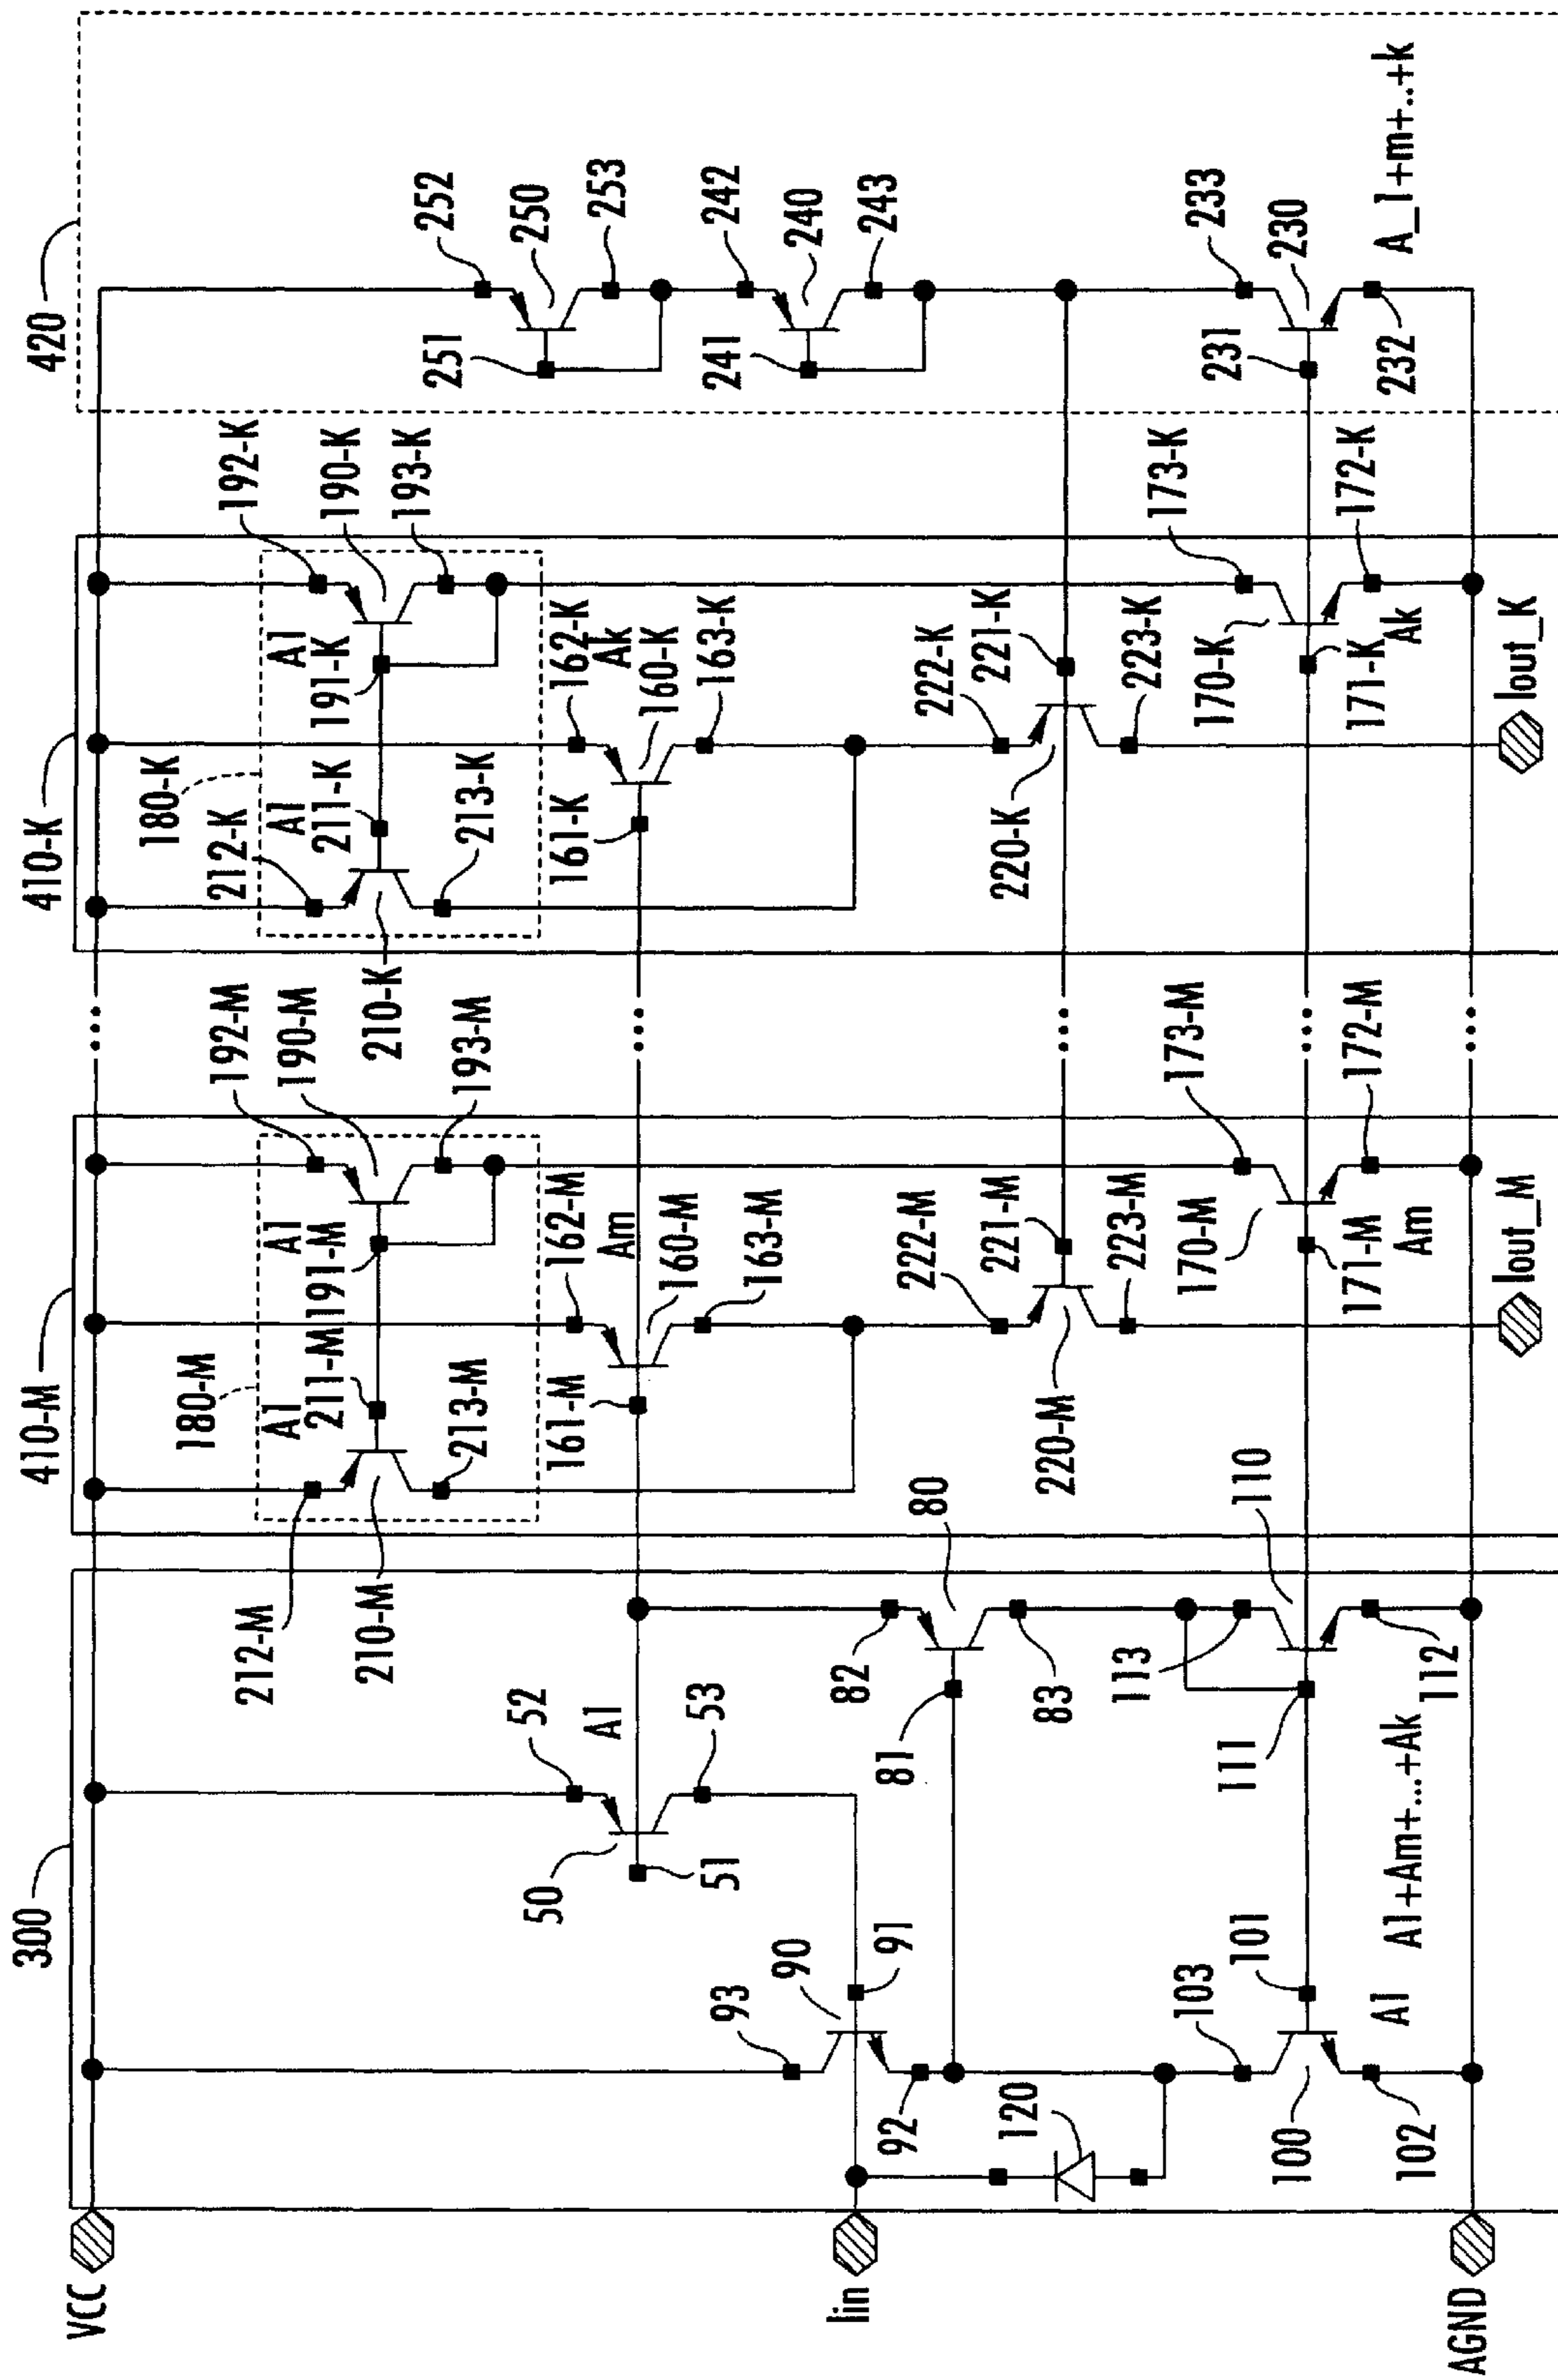 300
410-M
410-K
420
VCC
Iin
AGND
93
90
91
92
120
103
101
100
102
A1
A1+Am+...+Ak
52
50
51
A1
53
82
80
81
83
113
110
111
112
212-M
210-M
180-M
A1
211-M
213-M
A1
191-M
192-M
190-M
193-M
162-M
Am
160-M
161-M
163-M
222-M
221-M
220-M
223-M
173-M
170-M
171-M
Am
172-M
Iout_M
180-K
212-K
210-K
A1
211-K
213-K
A1
191-K
192-K
190-K
193-K
162-K
Ak
160-K
161-K
163-K
222-K
221-K
220-K
223-K
173-K
170-K
171-K
Ak
172-K
Iout_K
252
250
251
253
242
240
241
243
233
230
231
232
A_1+m+..+k